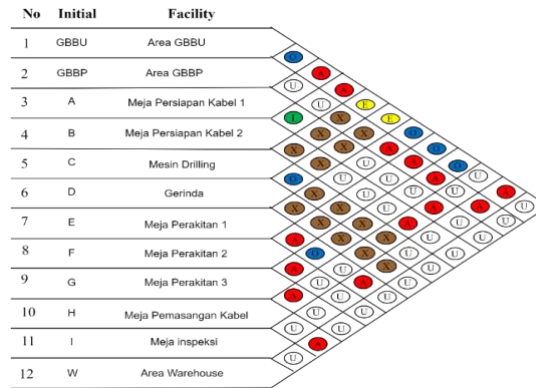 No Initial Facility
1 GBBU Area GBBU
O
2 GBBP Area GBBP
A
U A
3 A Meja Persiapan Kabel 1
U E
I X E
4 B Meja Persiapan Kabel 2
X X O
X X A O
5 C Mesin Drilling
X U A O
O U U A U
6 D Gerinda
X U U U A
X X U A A U
7 E Meja Perakitan 1
X X A U U
A X X U U
8 F Meja Perakitan 2
O X U U
A U X U
9 G Meja Perakitan 3
U A U
A U U
10 H Meja Pemasangan Kabel
U U
U U
11 I Meja inspeksi
A
U
12 W Area Warehouse